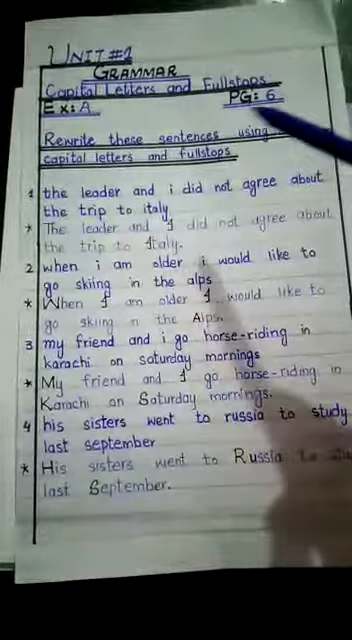 UNIT #1
GRAMMAR
Capital Letters and Fullstops
Ex: A PG: 6
Rewrite these sentences using
capital letters and fullstops
1 the leader and i did not agree about
the trip to italy
* The leader and I did not agree about
the trip to Italy.
2 when i am older i would like to
go skiing in the alps
* When I am older I would like to
go skiing in the Alps.
3 my friend and i go horse-riding in
karachi on saturday mornings
* My friend and I go horse-riding in
Karachi on Saturday mornings.
4 his sisters went to russia to study
last september
* His sisters went to Russia to
last September.